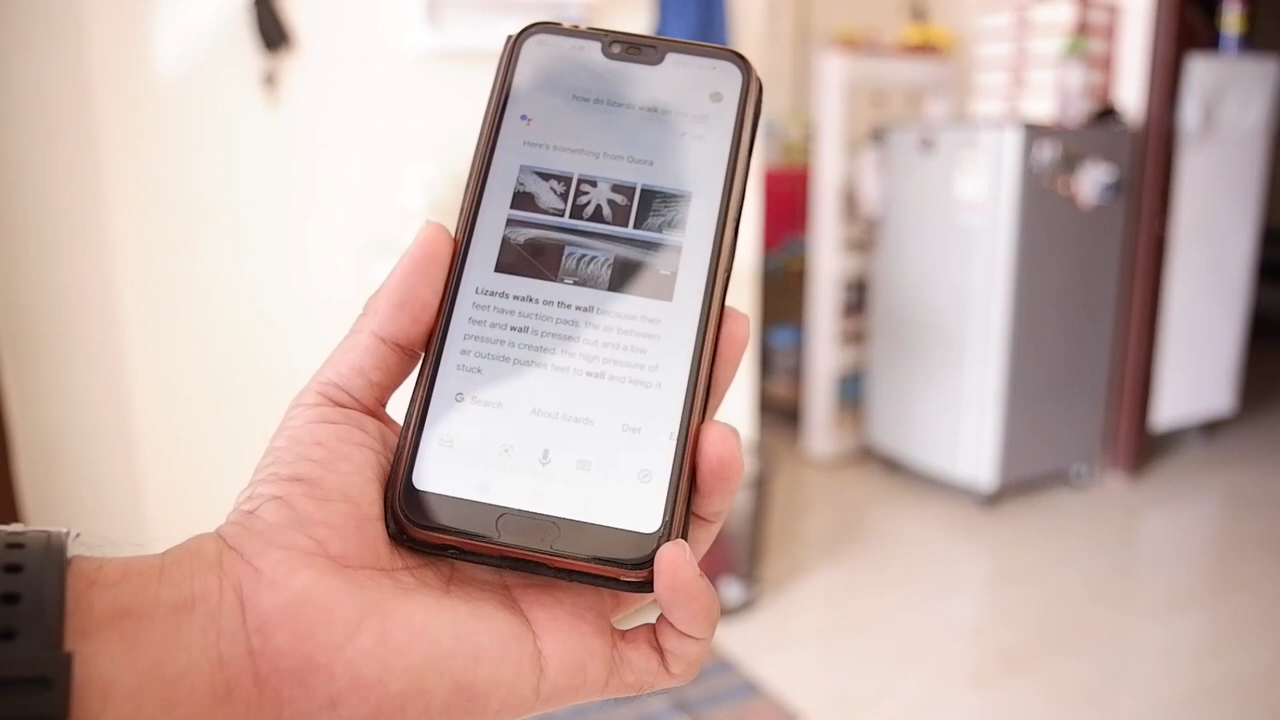 how do lizards walk on
Here's something from Quora
Lizards walks on the wall because their
feet have suction pads. the air between
feet and wall is pressed out and a low
pressure is created. the high pressure of
air outside pushes feet to wall and keep it
stuck.
G Search About lizards Diet